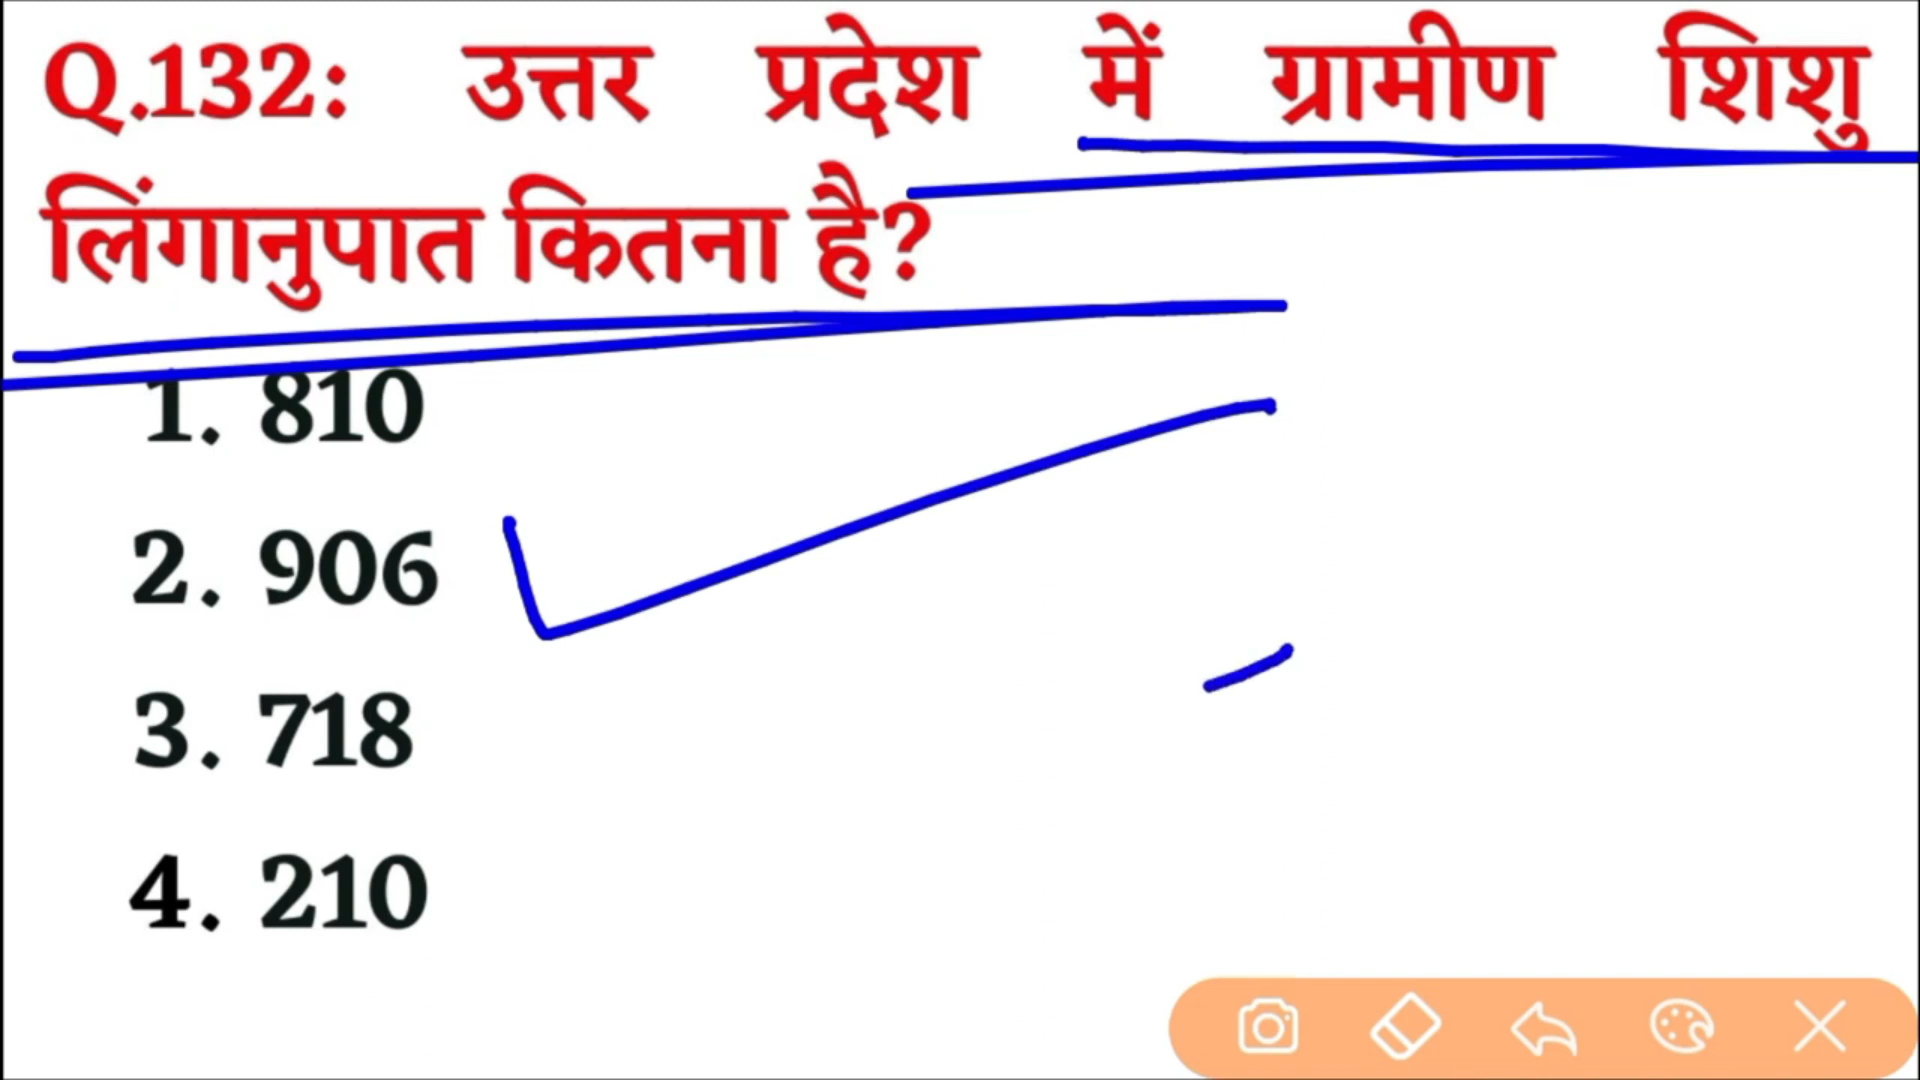 Q.132: उत्तर प्रदेश में ग्रामीण शिशु
लिंगानुपात कितना है?
1. 810
2. 906
3. 718
4. 210